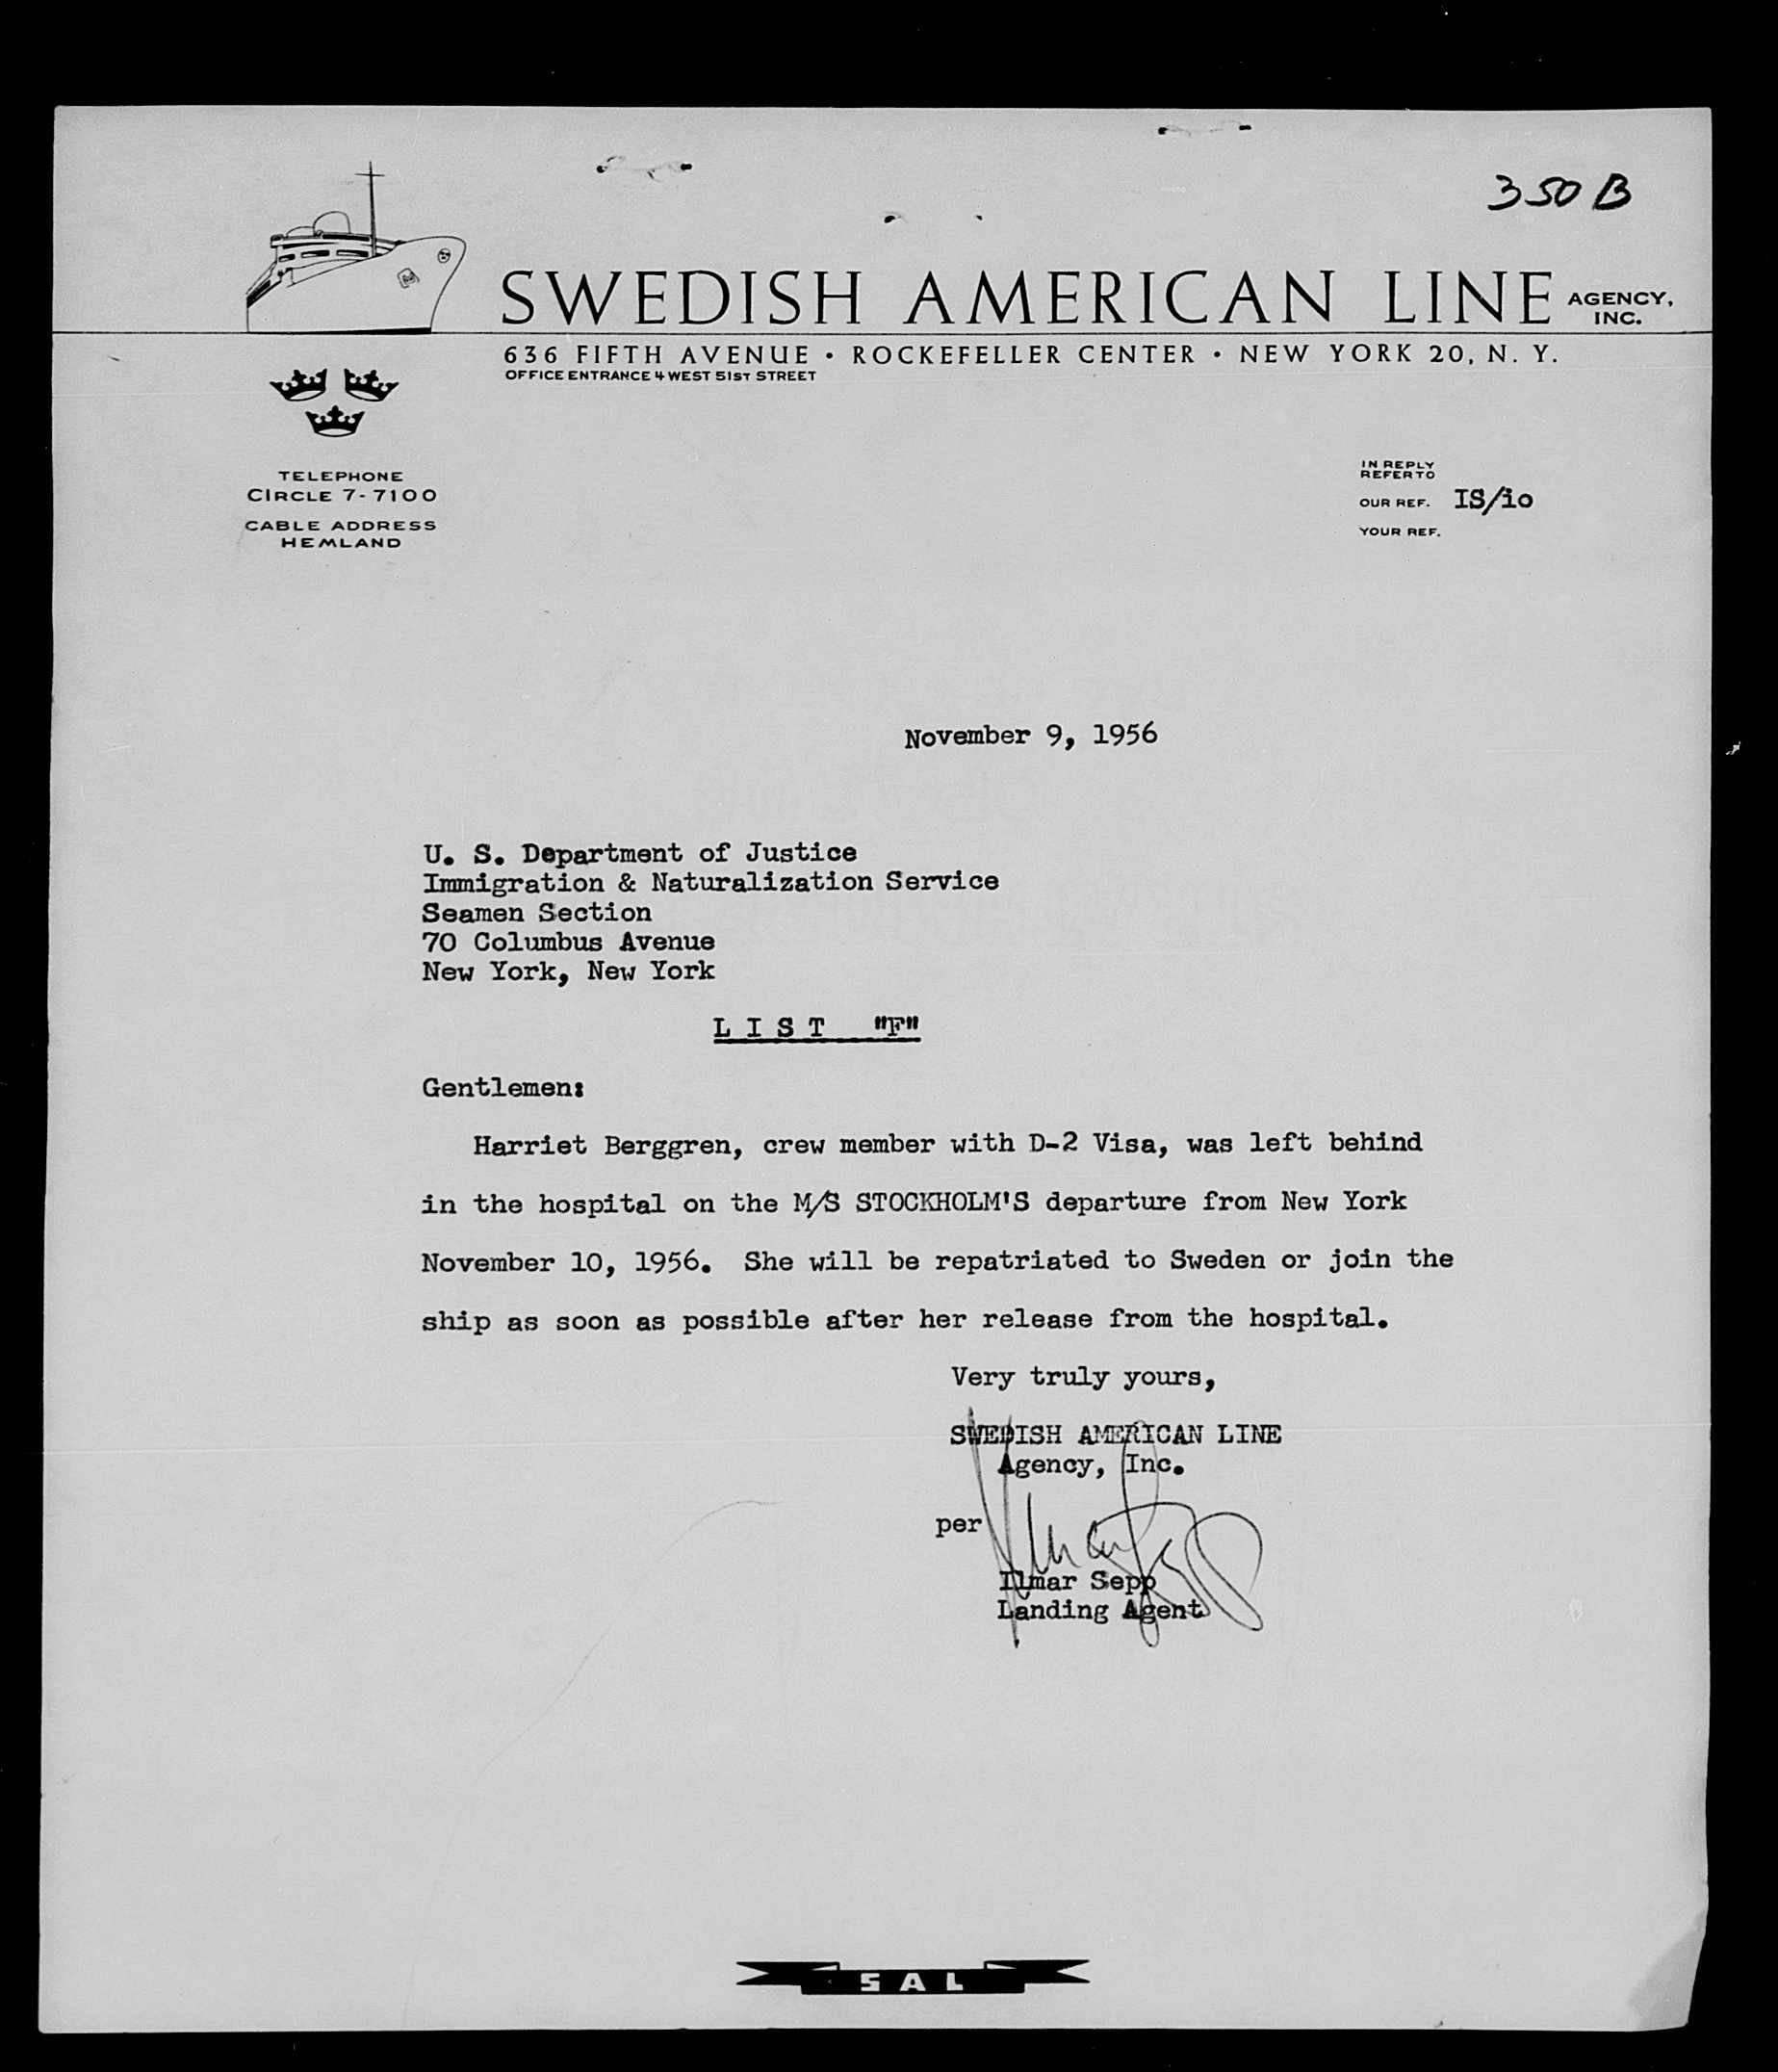 350 B
SWEDISH AMERICAN LINE AGENCY, INC.
636 FIFTH AVENUE • ROCKEFELLER CENTER • NEW YORK 20, N. Y.
OFFICE ENTRANCE 4 WEST 51ST STREET
TELEPHONE
CIRCLE 7-7100
CABLE ADDRESS
HEMLAND
IN REPLY
REFER TO
OUR REF. IS/io
YOUR REF.
November 9, 1956
U. S. Department of Justice
Immigration & Naturalization Service
Seamen Section
70 Columbus Avenue
New York, New York
L I S T "F"
Gentlemen:
Harriet Berggren, crew member with D-2 Visa, was left behind
in the hospital on the M/S STOCKHOLM'S departure from New York
November 10, 1956. She will be repatriated to Sweden or join the
ship as soon as possible after her release from the hospital.
Very truly yours,
SWEDISH AMERICAN LINE
Agency, Inc.
per Ilmar Sepp
Ilmar Sepp
Landing Agent
SAL